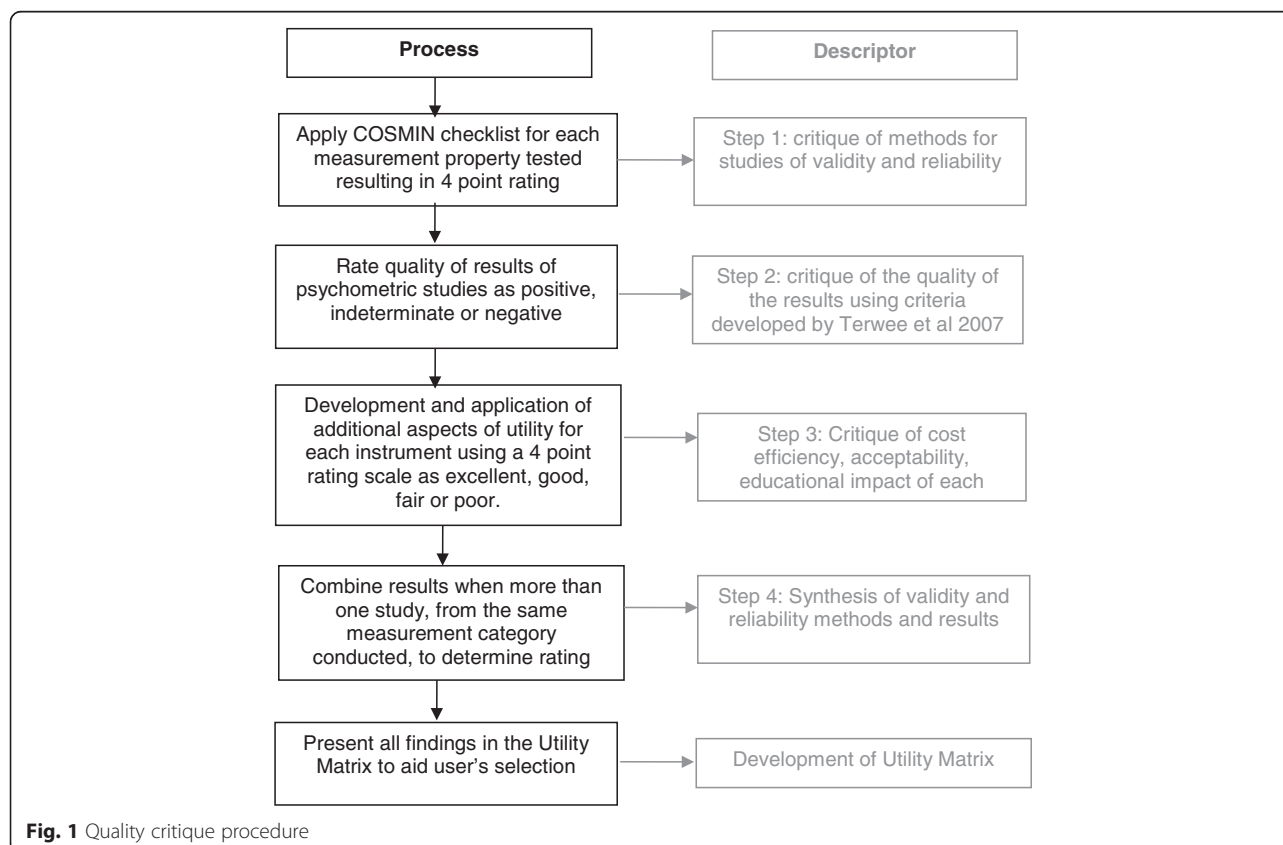 Process
Descriptor
Apply COSMIN checklist for each
measurement property tested
resulting in 4 point rating
Step 1: critique of methods for
studies of validity and reliability
Rate quality of results of
psychometric studies as positive,
indeterminate or negative
Step 2: critique of the quality of
the results using criteria
developed by Terwee et al 2007
Development and application of
additional aspects of utility for
each instrument using a 4 point
rating scale as excellent, good,
fair or poor.
Step 3: Critique of cost
efficiency, acceptability,
educational impact of each
Combine results when more than
one study, from the same
measurement category
conducted, to determine rating
Step 4: Synthesis of validity and
reliability methods and results
Present all findings in the Utility
Matrix to aid user's selection
Development of Utility Matrix
Fig. 1 Quality critique procedure